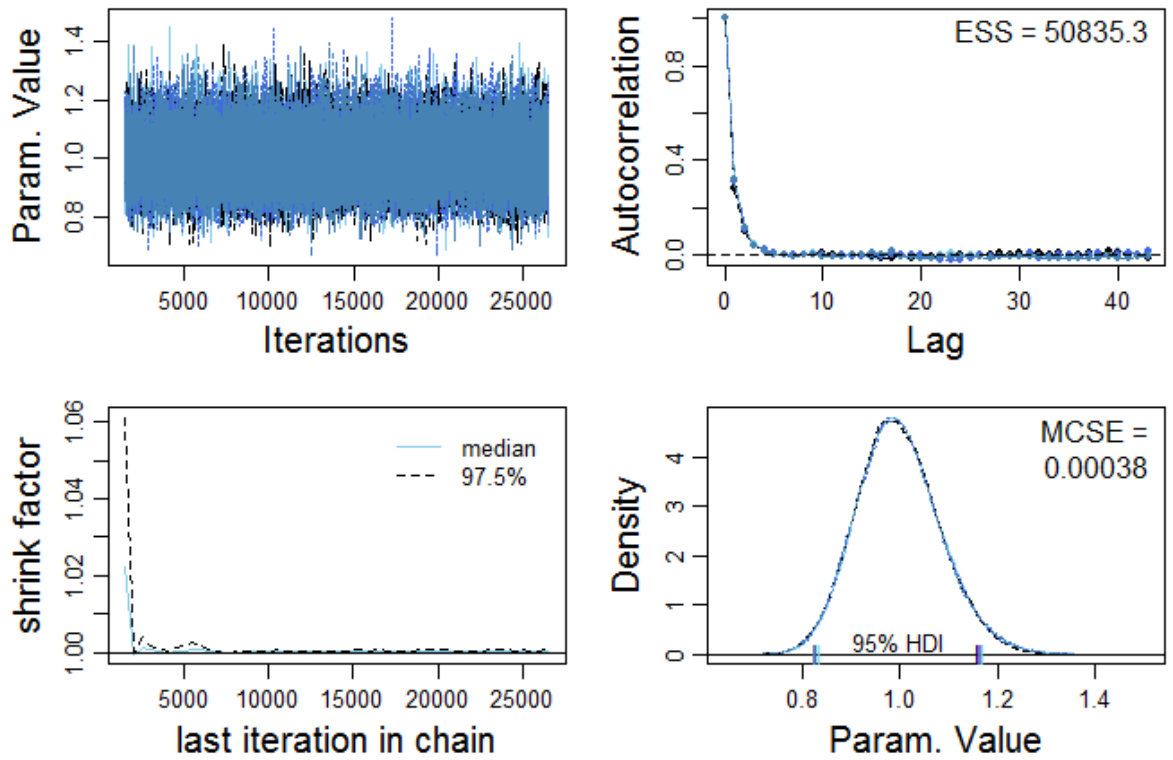 Param. Value
1.4
1.2
1.0
0.8
5000 10000 15000 20000 25000
Iterations
Autocorrelation
0.8
0.4
0.0
ESS = 50835.3
0 10 20 30 40
Lag
shrink factor
1.06
1.04
1.02
1.00
median
97.5%
5000 10000 15000 20000 25000
last iteration in chain
Density
4
3
2
1
0
MCSE =
0.00038
95% HDI
0.8 1.0 1.2 1.4
Param. Value